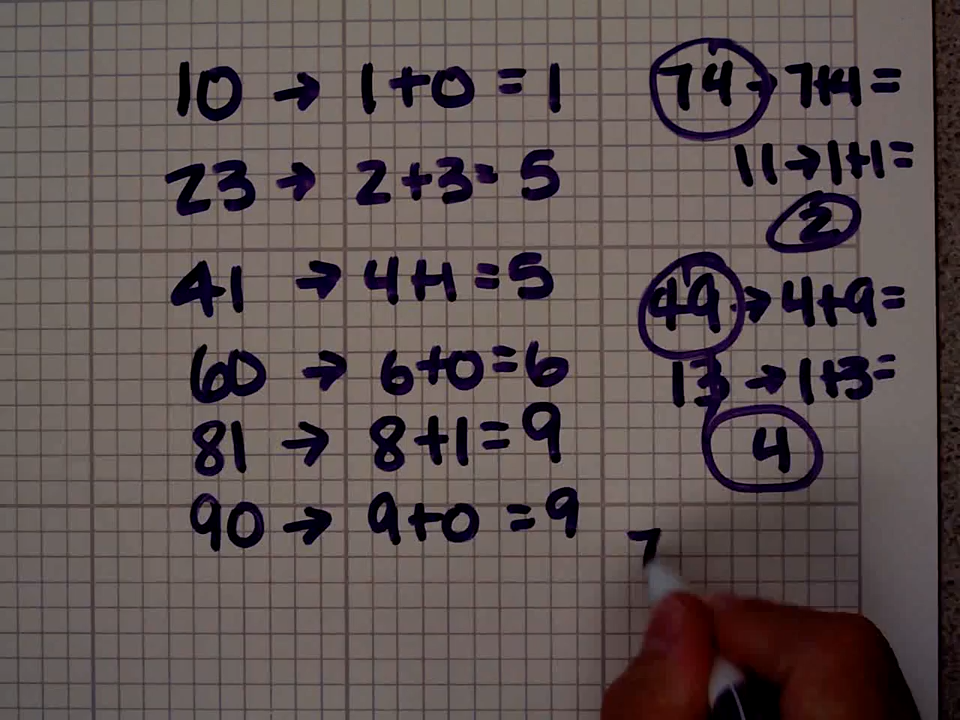 10 → 1+0 = 1
23 → 2+3= 5
41 → 4+1 = 5
60 → 6+0=6
81 → 8+1=9
90 → 9+0 =9
74 → 7+4=
11→1+1=
2
49 → 4+9=
13 → 1+3=
4
7